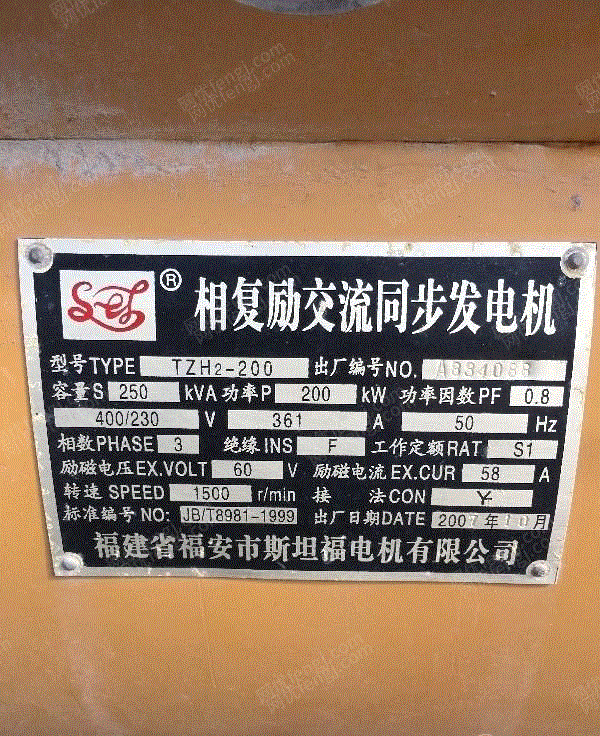 相复励交流同步发电机
型号TYPE TZH2-200 出厂编号NO. A834088
容量S 250 kVA 功率P 200 kW 功率因数PF 0.8
400/230 V 361 A 50 Hz
相数PHASE 3 绝缘INS F 工作定额RAT S1
励磁电压EX.VOLT 60 V 励磁电流EX.CUR 58 A
转速 SPEED 1500 r/min 接 法CON Y
标准编号NO: JB/T8981-1999 出厂日期DATE 2007年10月
福建省福安市斯坦福电机有限公司